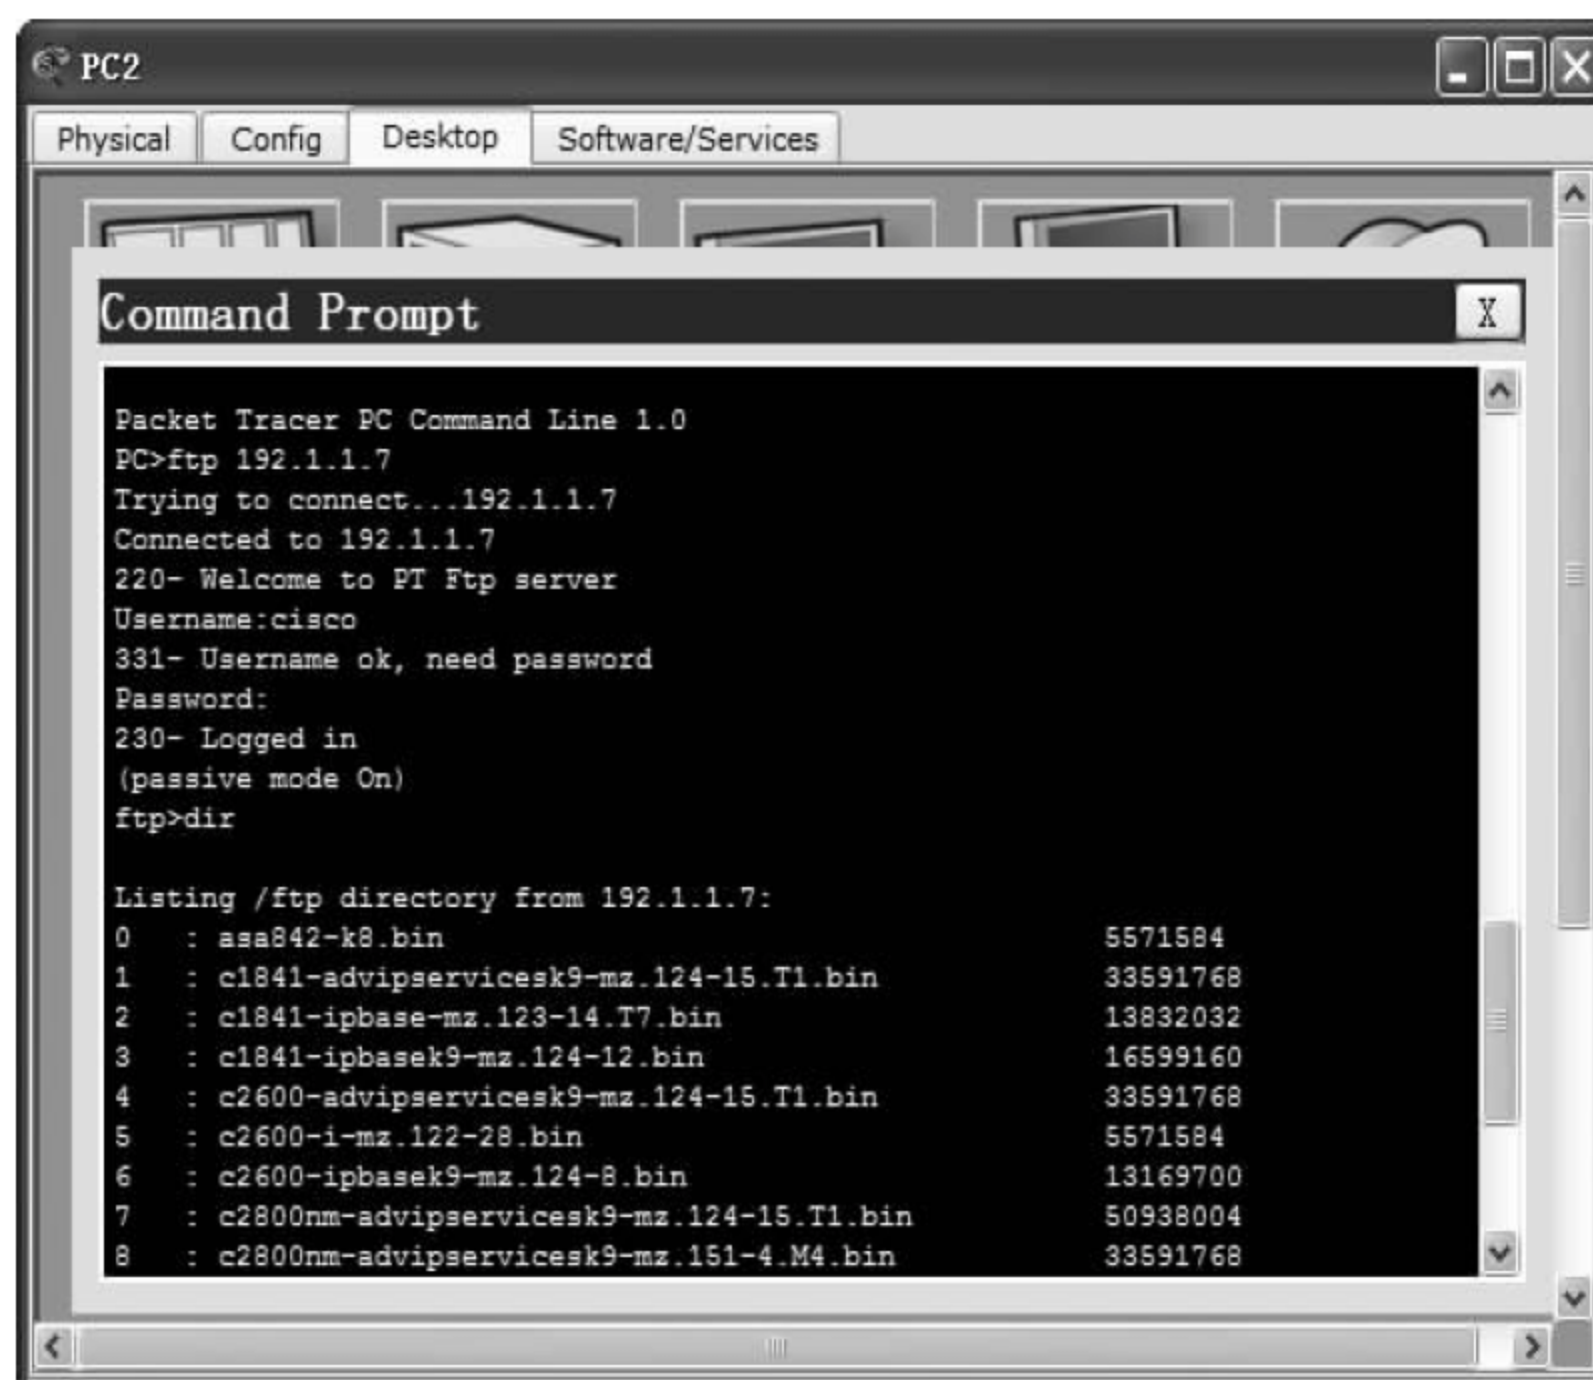 PC2
Physical Config Desktop Software/Services
Command Prompt X
Packet Tracer PC Command Line 1.0
PC>ftp 192.1.1.7
Trying to connect...192.1.1.7
Connected to 192.1.1.7
220- Welcome to PT Ftp server
Username:cisco
331- Username ok, need password
Password:
230- Logged in
(passive mode On)
ftp>dir
Listing /ftp directory from 192.1.1.7:
0 : asa842-k8.bin 5571584
1 : c1841-advipservicesk9-mz.124-15.T1.bin 33591768
2 : c1841-ipbase-mz.123-14.T7.bin 13832032
3 : c1841-ipbasek9-mz.124-12.bin 16599160
4 : c2600-advipservicesk9-mz.124-15.T1.bin 33591768
5 : c2600-i-mz.122-28.bin 5571584
6 : c2600-ipbasek9-mz.124-8.bin 13169700
7 : c2800nm-advipservicesk9-mz.124-15.T1.bin 50938004
8 : c2800nm-advipservicesk9-mz.151-4.M4.bin 33591768